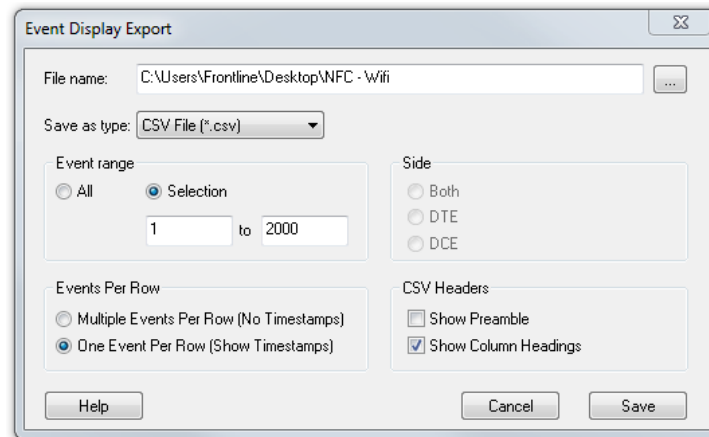 Event Display Export
File name: C:\Users\Frontline\Desktop\NFC - Wifi ...
Save as type: CSV File (*.csv)
Event range
All Selection
1 to 2000
Side
Both
DTE
DCE
Events Per Row
Multiple Events Per Row (No Timestamps)
One Event Per Row (Show Timestamps)
CSV Headers
Show Preamble
Show Column Headings
Help Cancel Save